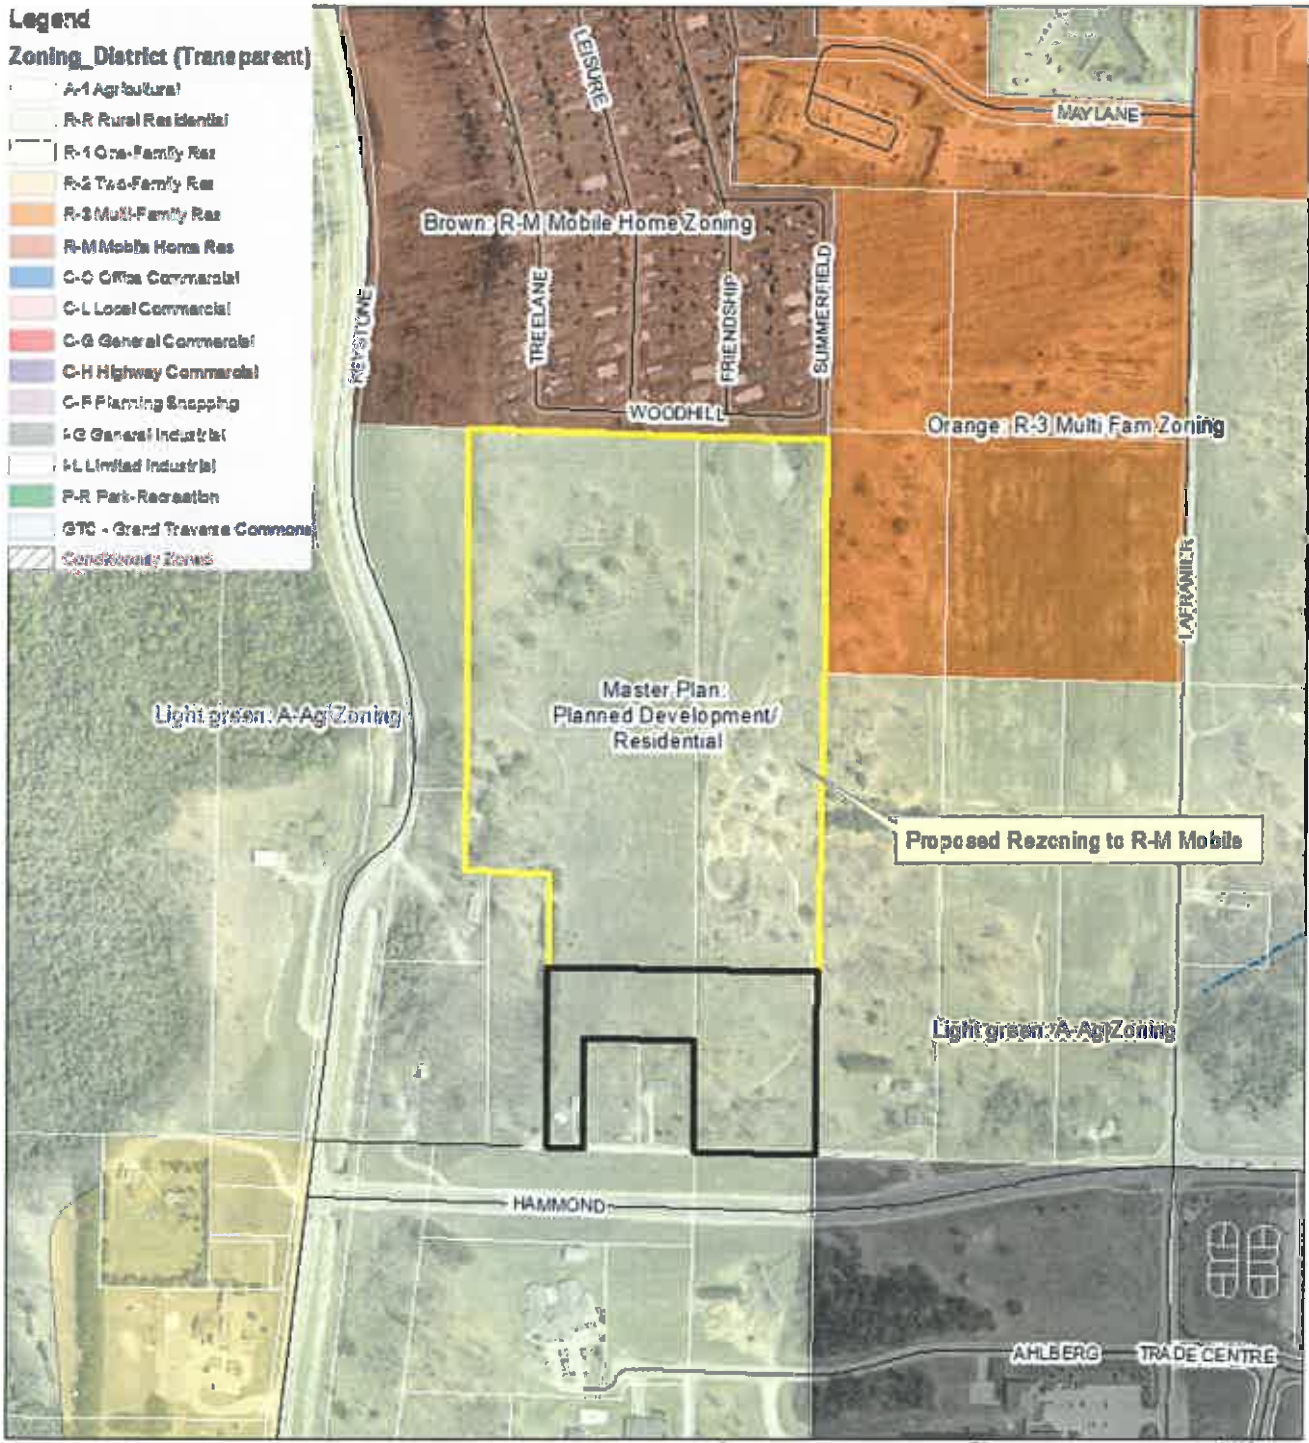 Legend
Zoning_District (Transparent)
A-1 Agricultural
R-R Rural Residential
R-1 One-Family Res
R-2 Two-Family Res
R-3 Multi-Family Res
R-M Mobile Home Res
C-O Office Commercial
C-L Local Commercial
C-G General Commercial
C-H Highway Commercial
C-P Planning Shopping
I-G General Industrial
I-L Limited Industrial
P-R Park-Recreation
GTC - Grand Traverse Commons
Conditionally Zoned
LEISURE
MAYLANE
Brown: R-M Mobile Home Zoning
KEYSTONE
TREELANE
FRIENDSHIP
SUMMERFIELD
WOODHILL
Orange: R-3 Multi Fam Zoning
LAFRANIER
Light green: A-Ag Zoning
Master Plan:
Planned Development/
Residential
Proposed Rezoning to R-M Mobile
Light green: A-Ag Zoning
HAMMOND
AHLBERG
TRADE CENTRE